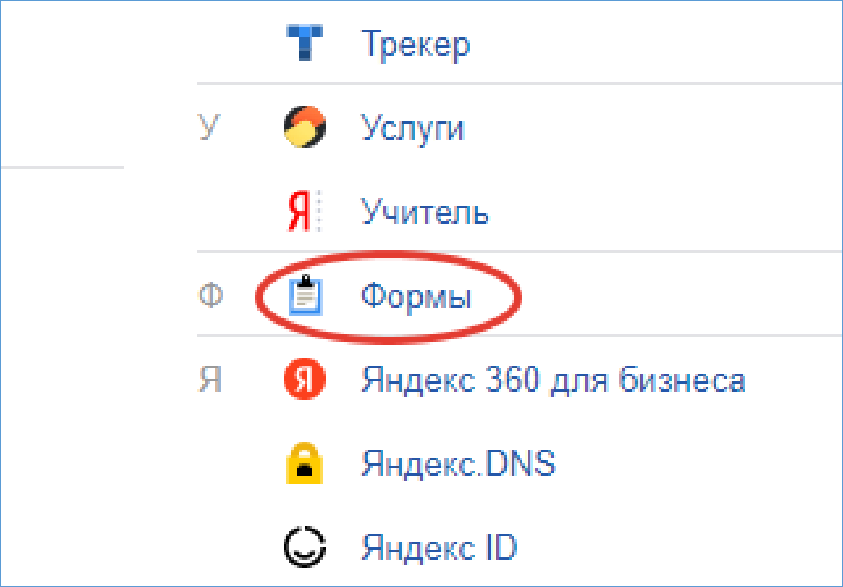 Трекер
У Услуги
Учитель
Ф Формы
Я Яндекс 360 для бизнеса
Яндекс.DNS
Яндекс ID